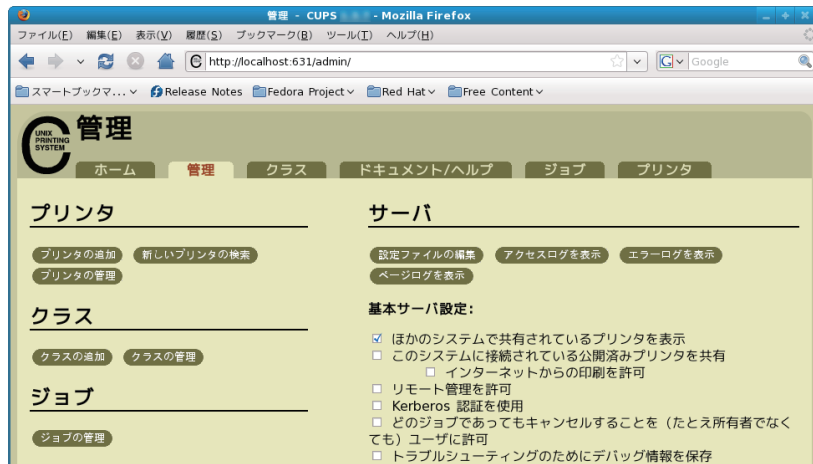 管理 - CUPS - Mozilla Firefox
ファイル(F) 編集(E) 表示(V) 履歴(S) ブックマーク(B) ツール(T) ヘルプ(H)
http://localhost:631/admin/
Google
スマートブックマ... Release Notes Fedora Project Red Hat Free Content
UNIX PRINTING SYSTEM
管理
ホーム 管理 クラス ドキュメント/ヘルプ ジョブ プリンタ
プリンタ
プリンタの追加 新しいプリンタの検索
プリンタの管理
クラス
クラスの追加 クラスの管理
ジョブ
ジョブの管理
サーバ
設定ファイルの編集 アクセスログを表示 エラーログを表示
ページログを表示
基本サーバ設定:
ほかのシステムで共有されているプリンタを表示
このシステムに接続されている公開済みプリンタを共有
インターネットからの印刷を許可
リモート管理を許可
Kerberos 認証を使用
どのジョブであってもキャンセルすることを（たとえ所有者でなく
ても）ユーザに許可
トラブルシューティングのためにデバッグ情報を保存